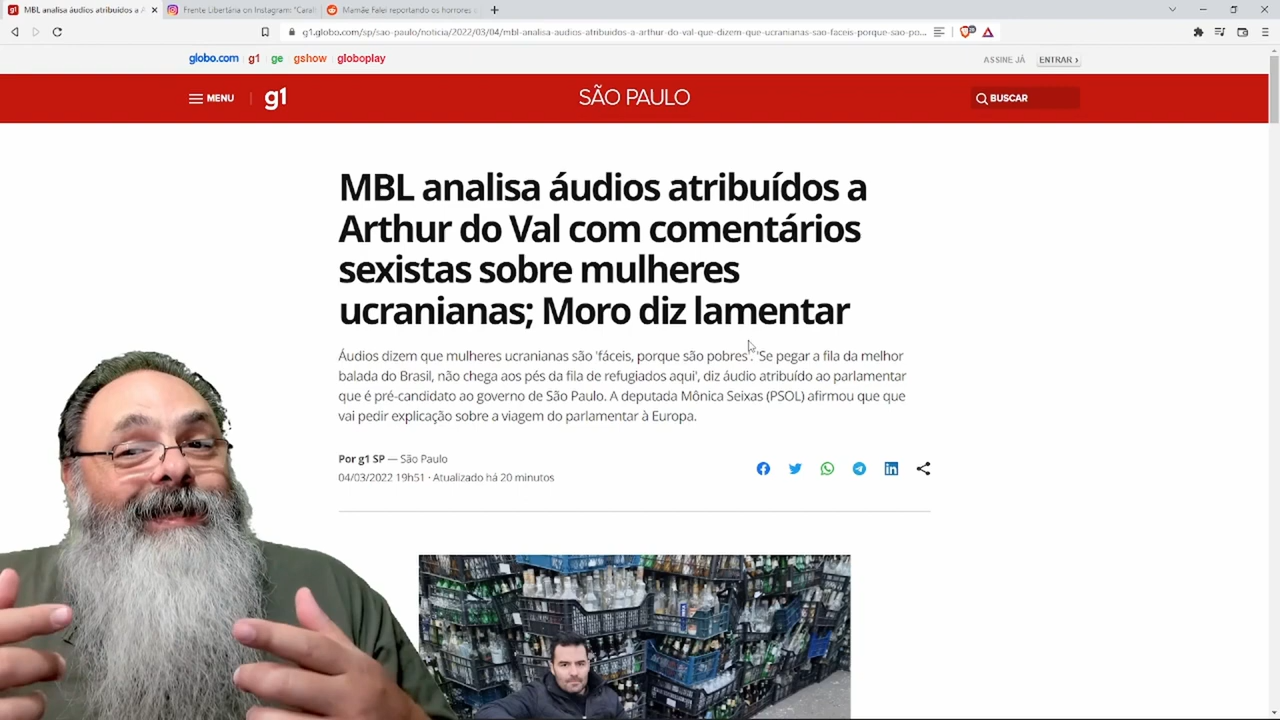 MBL analisa áudios atribuídos a A
Frente Libertária on Instagram: "Caral
Mamãe Falei reportando os horrores
g1.globo.com/sp/sao-paulo/noticia/2022/03/04/mbl-analisa-audios-atribuidos-a-arthur-do-val-que-dizem-que-ucranianas-sao-faceis-porque-sao-po...
globo.com g1 ge gshow globoplay
ASSINE JÁ ENTRAR ›
MENU g1 SÃO PAULO BUSCAR
MBL analisa áudios atribuídos a
Arthur do Val com comentários
sexistas sobre mulheres
ucranianas; Moro diz lamentar
Áudios dizem que mulheres ucranianas são 'fáceis, porque são pobres'. 'Se pegar a fila da melhor
balada do Brasil, não chega aos pés da fila de refugiados aqui', diz áudio atribuído ao parlamentar
que é pré-candidato ao governo de São Paulo. A deputada Mônica Seixas (PSOL) afirmou que que
vai pedir explicação sobre a viagem do parlamentar à Europa.
Por g1 SP — São Paulo
04/03/2022 19h51 · Atualizado há 20 minutos